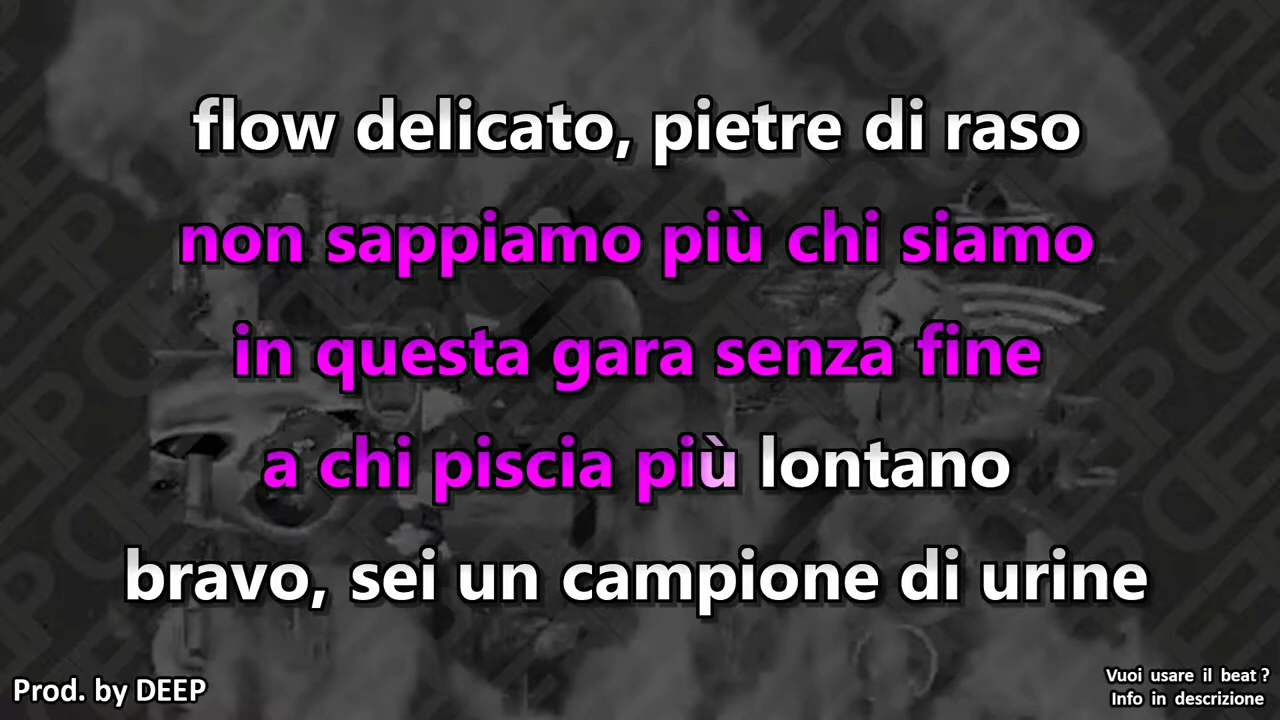 flow delicato, pietre di raso
non sappiamo più chi siamo
in questa gara senza fine
a chi piscia più lontano
bravo, sei un campione di urine
Prod. by DEEP
Vuoi usare il beat ?
Info in descrizione